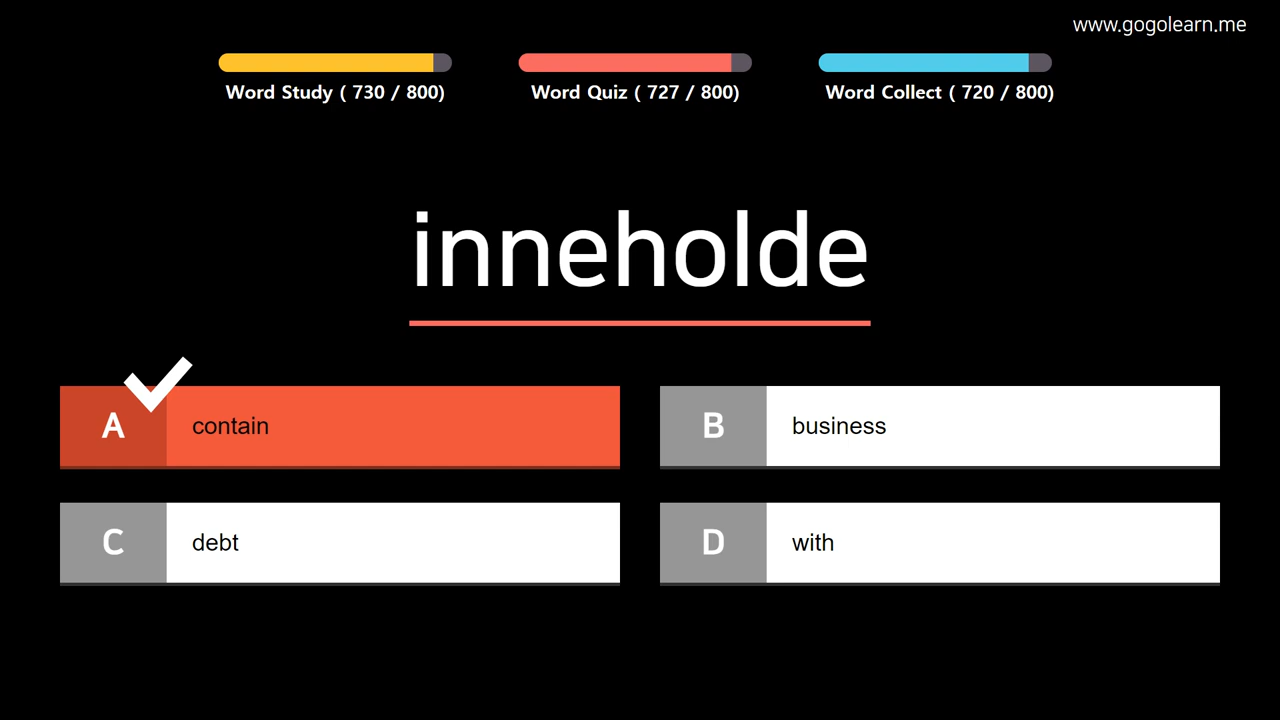 www.gogolearn.me
Word Study ( 730 / 800)
Word Quiz ( 727 / 800)
Word Collect ( 720 / 800)
inneholde
A contain
B business
C debt
D with